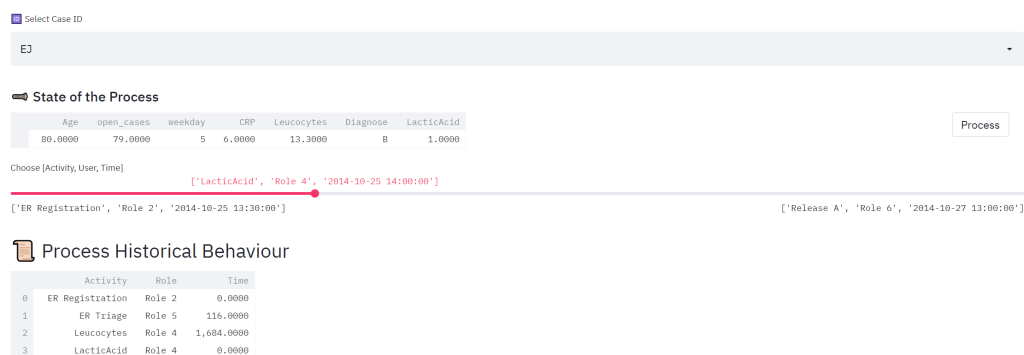 🆔 Select Case ID
EJ
State of the Process
Age open_cases weekday CRP Leucocytes Diagnose LacticAcid
80.0000 79.0000 5 6.0000 13.3000 B 1.0000
Process
Choose [Activity, User, Time]
['LacticAcid', 'Role 4', '2014-10-25 14:00:00']
['ER Registration', 'Role 2', '2014-10-25 13:30:00'] ['Release A', 'Role 6', '2014-10-27 13:00:00']
Process Historical Behaviour
Activity Role Time
0 ER Registration Role 2 0.0000
1 ER Triage Role 5 116.0000
2 Leucocytes Role 4 1,684.0000
3 LacticAcid Role 4 0.0000